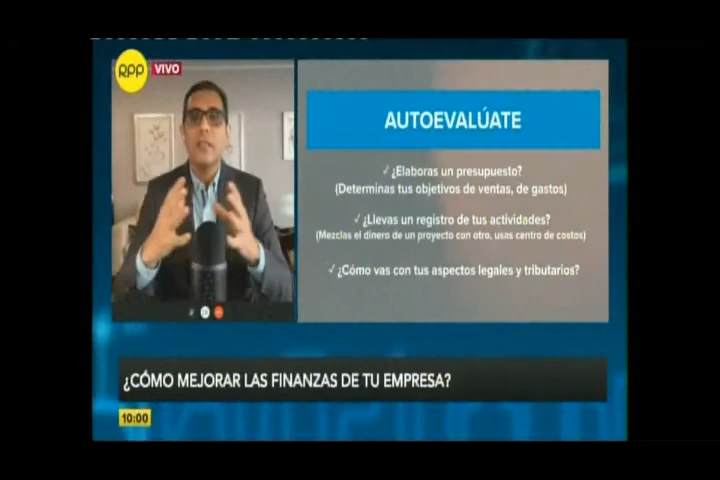 rpp
VIVO
AUTOEVALÚATE
✓¿Elaboras un presupuesto?
(Determinas tus objetivos de ventas, de gastos)
✓¿Llevas un registro de tus actividades?
(Mezclas el dinero de un proyecto con otro, usas centro de costos)
✓¿Cómo vas con tus aspectos legales y tributarios?
¿CÓMO MEJORAR LAS FINANZAS DE TU EMPRESA?
10:00